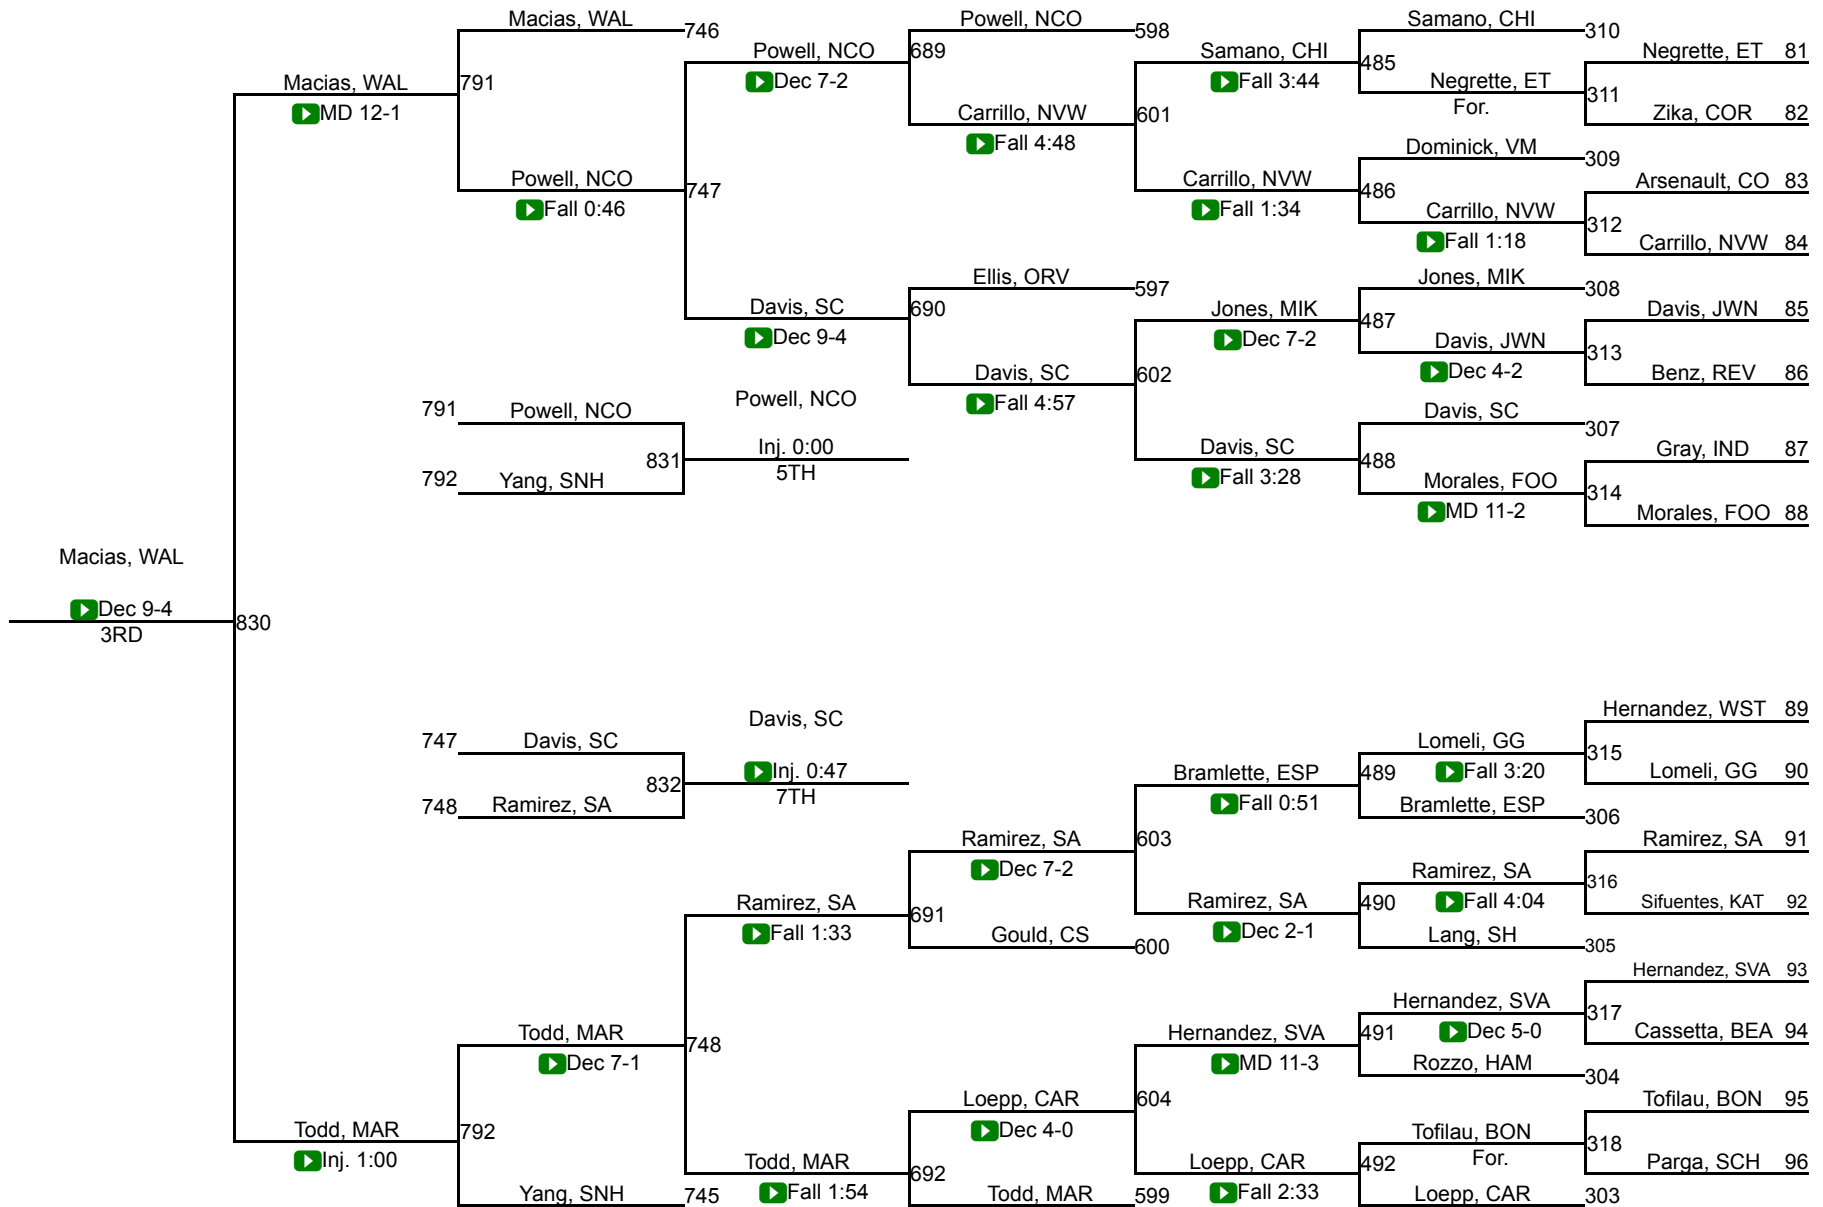 Macias, WAL
746
Powell, NCO
598
Samano, CHI
310
Negrette, ET 81
Powell, NCO
689
Samano, CHI
485
Dec 7-2
Fall 3:44
Negrette, ET
For.
311
Macias, WAL
791
MD 12-1
Carrillo, NVW
601
Zika, COR 82
Fall 4:48
Dominick, VM
309
Powell, NCO
747
Fall 0:46
Carrillo, NVW
486
Fall 1:34
Arsenault, CO 83
Carrillo, NVW
312
Fall 1:18
Carrillo, NVW 84
Ellis, ORV
597
Jones, MIK
308
Davis, SC
690
Dec 9-4
Jones, MIK
487
Dec 7-2
Davis, JWN 85
Davis, JWN
313
Dec 4-2
Davis, SC
602
Fall 4:57
Benz, REV 86
791 Powell, NCO
Powell, NCO
Davis, SC
307
831
Inj. 0:00
5TH
Davis, SC
488
Fall 3:28
Gray, IND 87
792 Yang, SNH
Morales, FOO
314
MD 11-2
Morales, FOO 88
Macias, WAL
Dec 9-4
3RD
830
Hernandez, WST 89
747 Davis, SC
Davis, SC
Lomeli, GG
315
Fall 3:20
832
Inj. 0:47
7TH
Bramlette, ESP
489
Fall 0:51
Lomeli, GG 90
748 Ramirez, SA
Bramlette, ESP
306
Ramirez, SA
603
Dec 7-2
Ramirez, SA 91
Ramirez, SA
316
Fall 4:04
Ramirez, SA
691
Fall 1:33
Ramirez, SA
490
Dec 2-1
Sifuentes, KAT 92
Gould, CS
600
Lang, SH
305
Hernandez, SVA 93
Todd, MAR
748
Dec 7-1
Hernandez, SVA
491
MD 11-3
Hernandez, SVA
317
Dec 5-0
Cassetta, BEA 94
Rozzo, HAM
304
Loepp, CAR
604
Dec 4-0
Tofilau, BON 95
Todd, MAR
792
Inj. 1:00
Tofilau, BON
For.
318
Todd, MAR
692
Fall 1:54
Loepp, CAR
492
Fall 2:33
Parga, SCH 96
Yang, SNH
745
Todd, MAR
599
Loepp, CAR
303